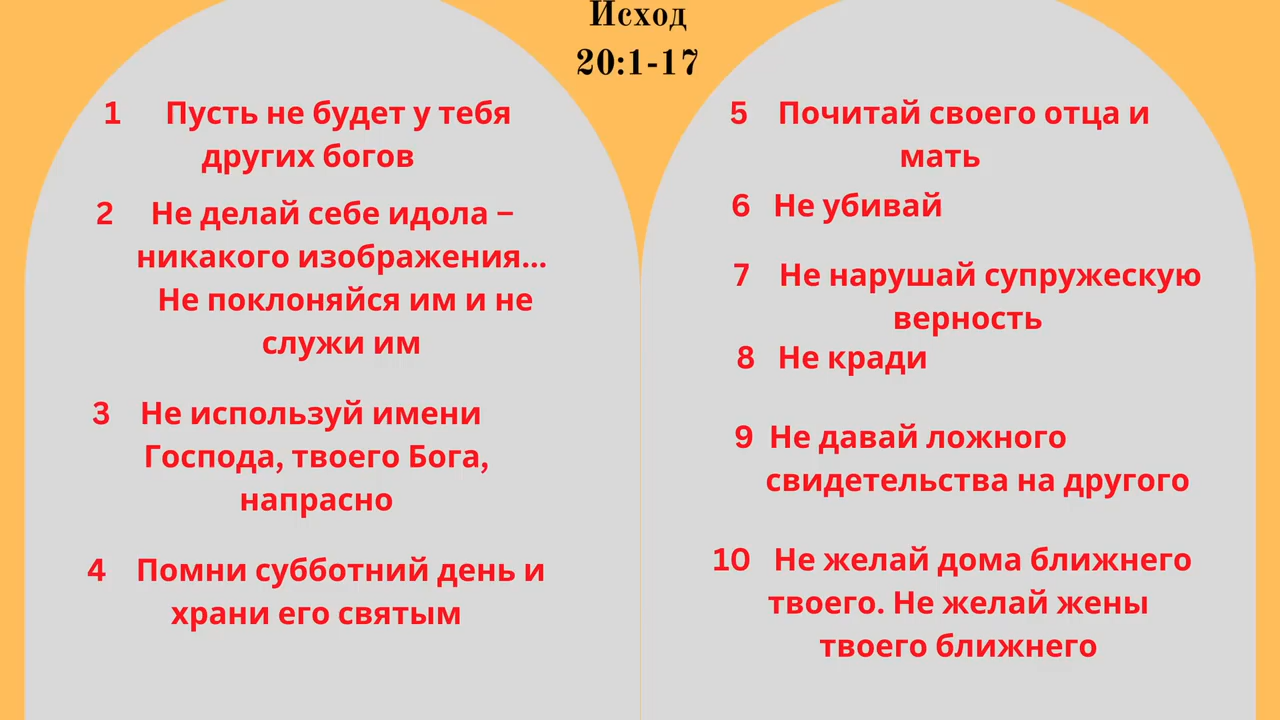 Исход
20:1-17
1 Пусть не будет у тебя
других богов
2 Не делай себе идола –
никакого изображения...
Не поклоняйся им и не
служи им
3 Не используй имени
Господа, твоего Бога,
напрасно
4 Помни субботний день и
храни его святым
5 Почитай своего отца и
мать
6 Не убивай
7 Не нарушай супружескую
верность
8 Не кради
9 Не давай ложного
свидетельства на другого
10 Не желай дома ближнего
твоего. Не желай жены
твоего ближнего